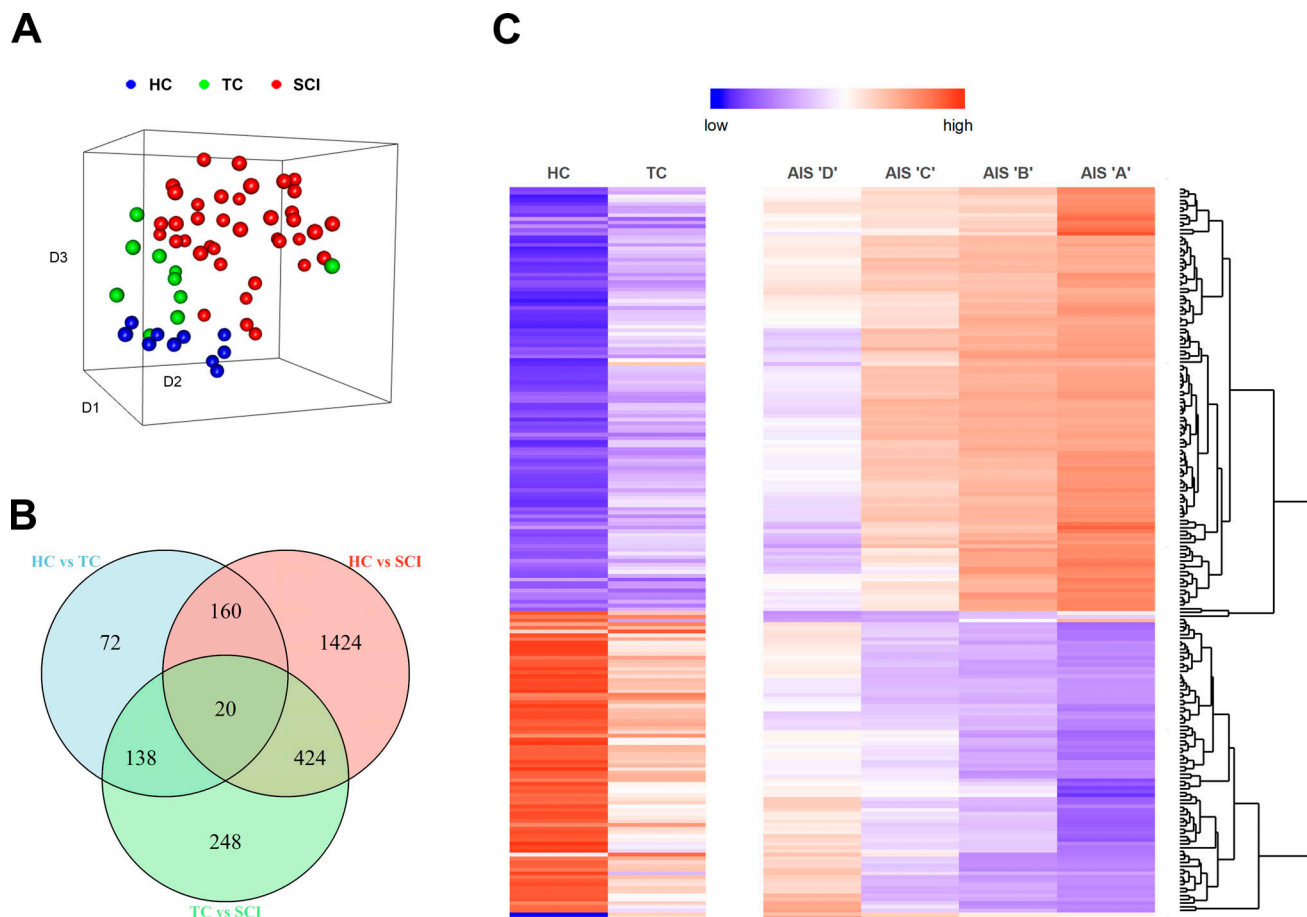 A
HC TC SCI
D3
D2
D1
B
HC vs TC
HC vs SCI
160
72
1424
20
138
424
248
TC vs SCI
C
low high
HC TC AIS 'D' AIS 'C' AIS 'B' AIS 'A'